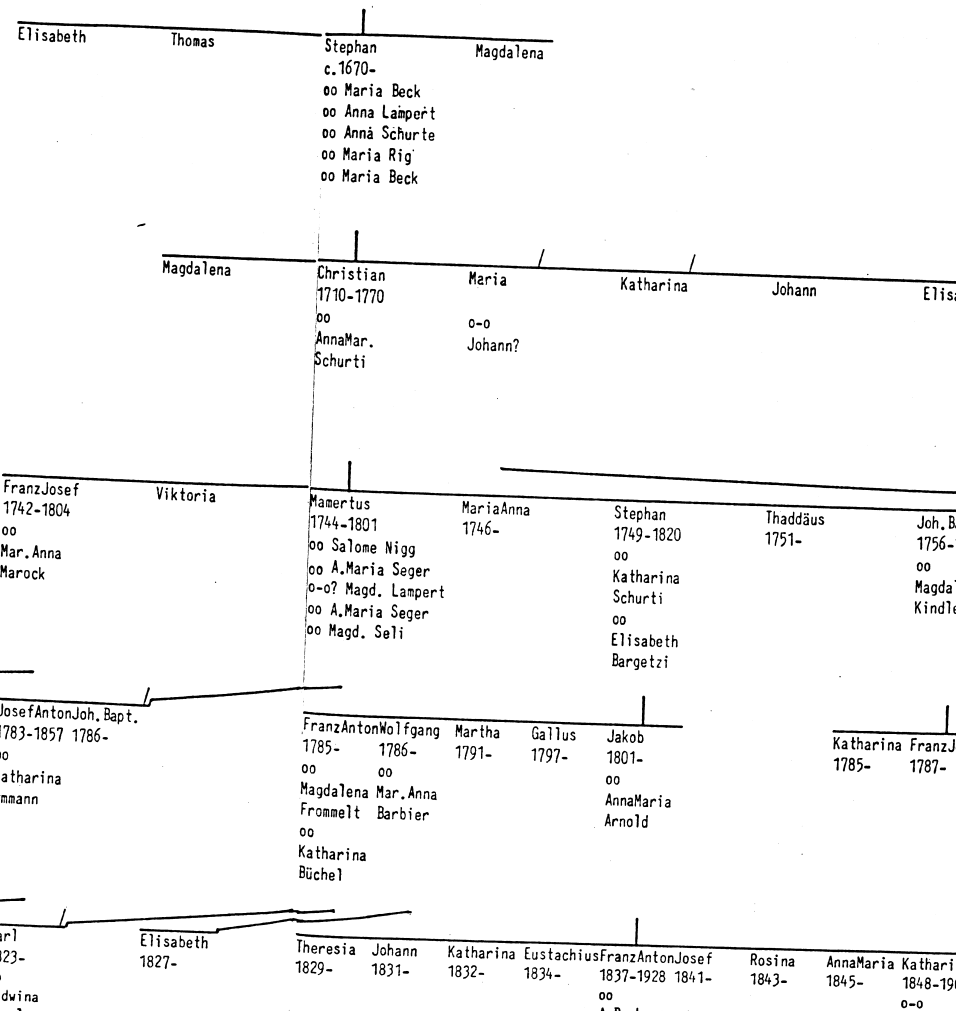 Elisabeth Thomas Stephan Magdalena
c.1670-
oo Maria Beck
oo Anna Lampert
oo Anna Schurte
oo Maria Rig
oo Maria Beck
Magdalena Christian Maria Katharina Johann
1710-1770
oo o-o
AnnaMar. Johann?
Schurti
FranzJosef Viktoria Mamertus MariaAnna Stephan Thaddäus Joh.
1742-1804 1744-1801 1746- 1749-1820 1751- 1756-
oo oo Salome Nigg oo oo
Mar.Anna oo A.Maria Seger Katharina
Marock o-o? Magd. Lampert Schurti
oo A.Maria Seger oo
oo Magd. Seli Elisabeth
Bargetzi
JosefAnton Joh.Bapt. FranzAnton Wolfgang Martha Gallus Jakob Katharina
1783-1857 1786- 1785- 1786- 1791- 1797- 1801- 1785- 1787-
oo oo oo
Magdalena Mar.Anna AnnaMaria
Frommelt Barbier Arnold
oo
Katharina
Büchel
Elisabeth Theresia Johann Katharina Eustachius FranzAnton Josef Rosina AnnaMaria
1827- 1829- 1831- 1832- 1834- 1837-1928 1841- 1843- 1845-
oo o-o